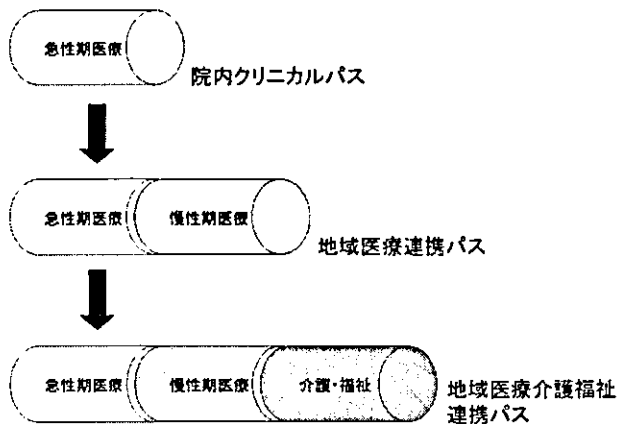 急性期医療
院内クリニカルパス
急性期医療
慢性期医療
地域医療連携パス
急性期医療
慢性期医療
介護・福祉
地域医療介護福祉
連携パス